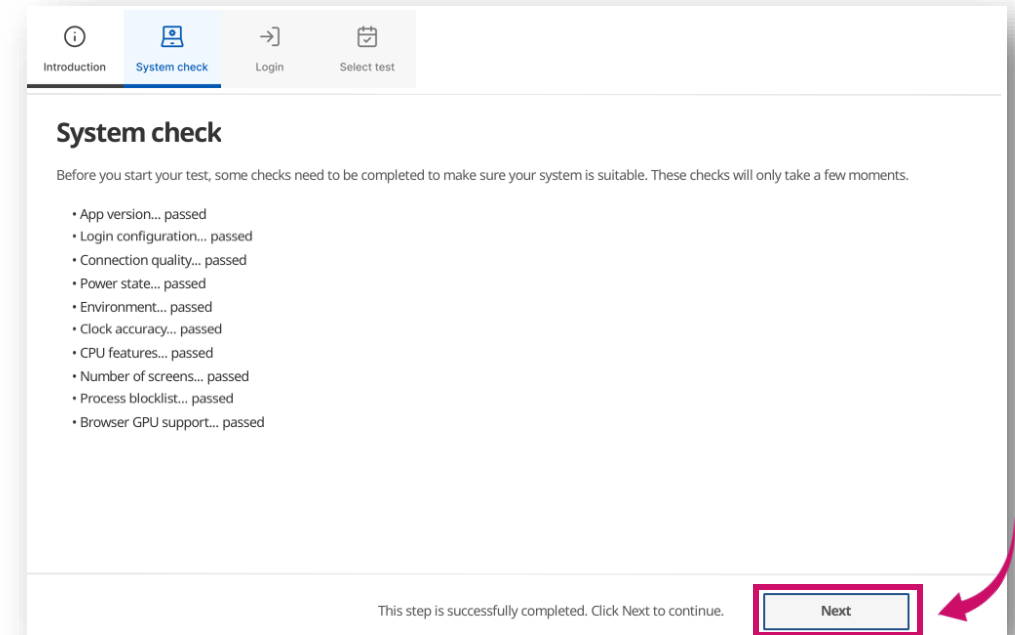 Introduction
System check
Login
Select test
System check
Before you start your test, some checks need to be completed to make sure your system is suitable. These checks will only take a few moments.
• App version... passed
• Login configuration... passed
• Connection quality... passed
• Power state... passed
• Environment... passed
• Clock accuracy... passed
• CPU features... passed
• Number of screens... passed
• Process blocklist... passed
• Browser GPU support... passed
This step is successfully completed. Click Next to continue.
Next